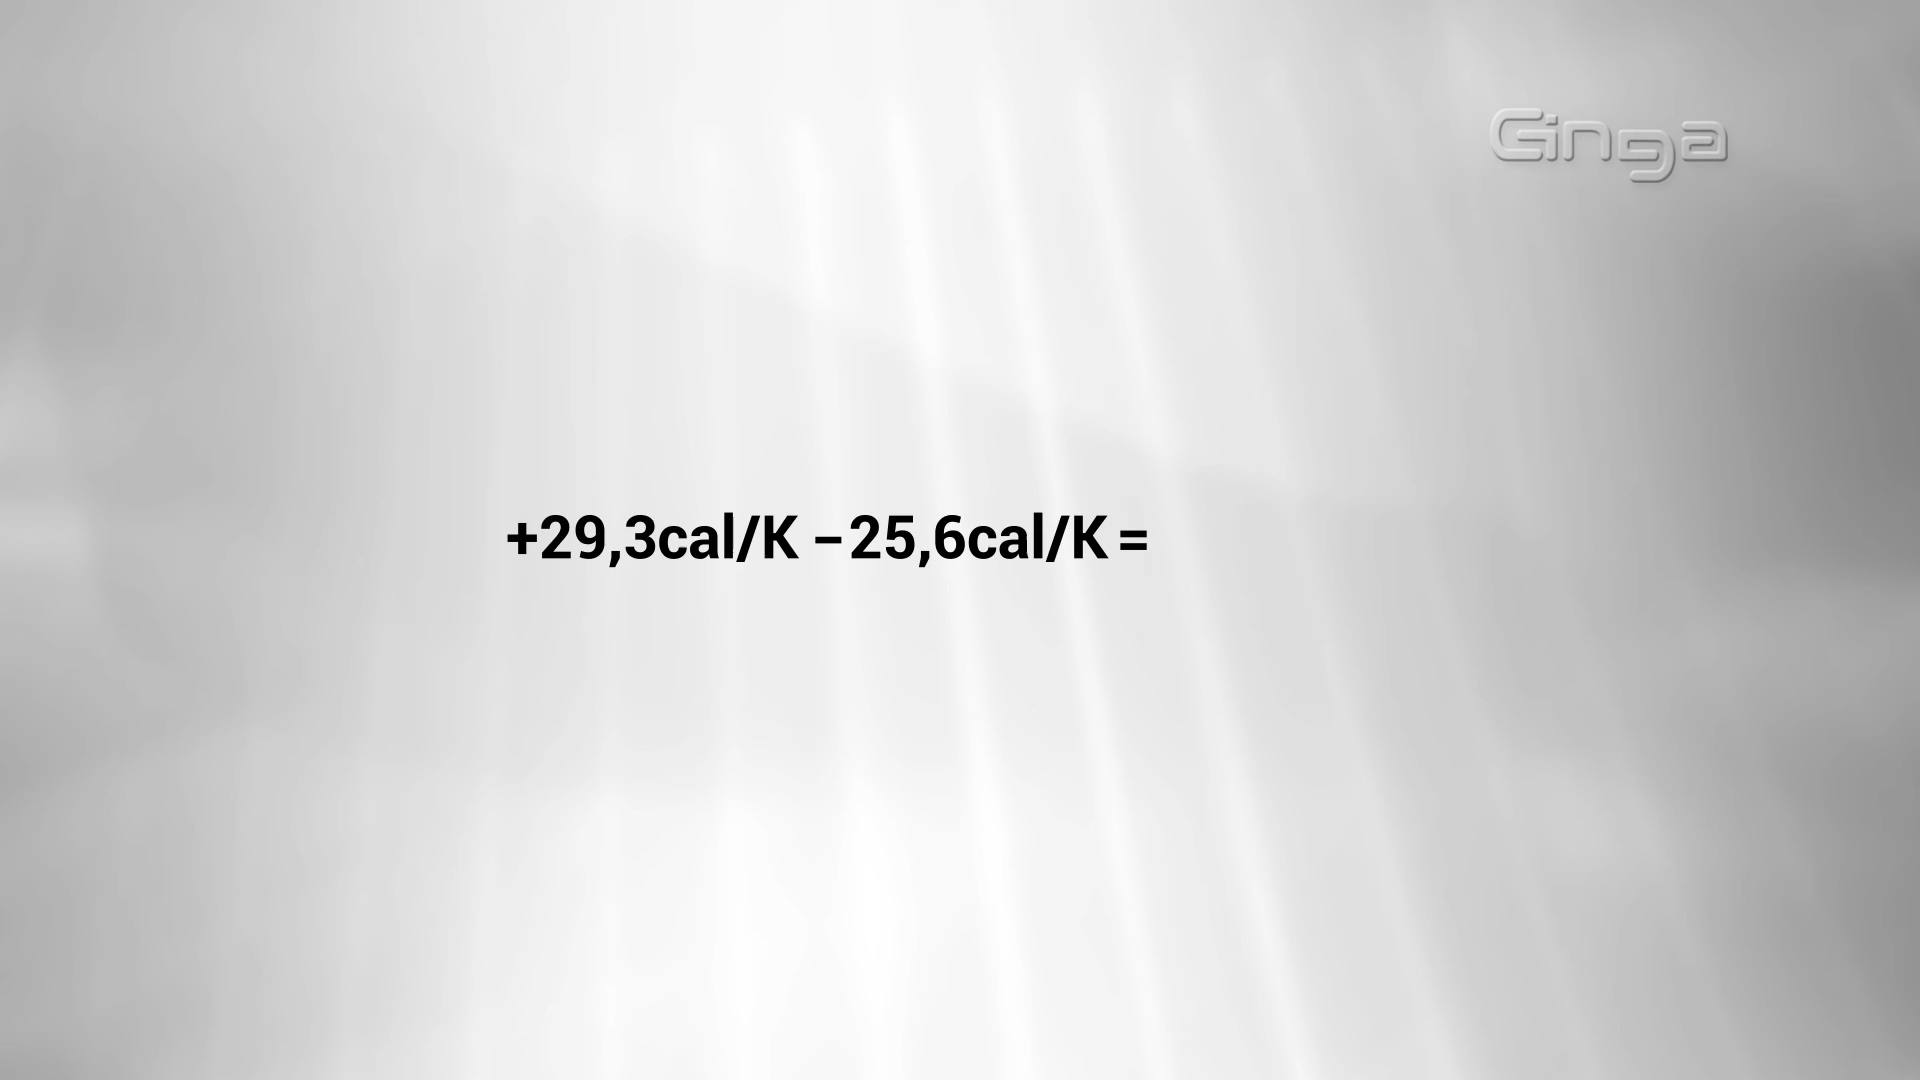 Ginga
+29,3cal/K –25,6cal/K =